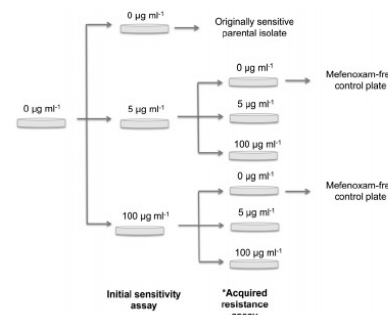 0 µg ml-1
Originally sensitive
parental isolate
0 µg ml-1
Mefenoxam-fre
control plate
0 µg ml-1
5 µg ml-1
5 µg ml-1
100 µg ml-1
0 µg ml-1
Mefenoxam-fre
control plate
100 µg ml-1
5 µg ml-1
100 µg ml-1
Initial sensitivity
assay
*Acquired
resistance
assay